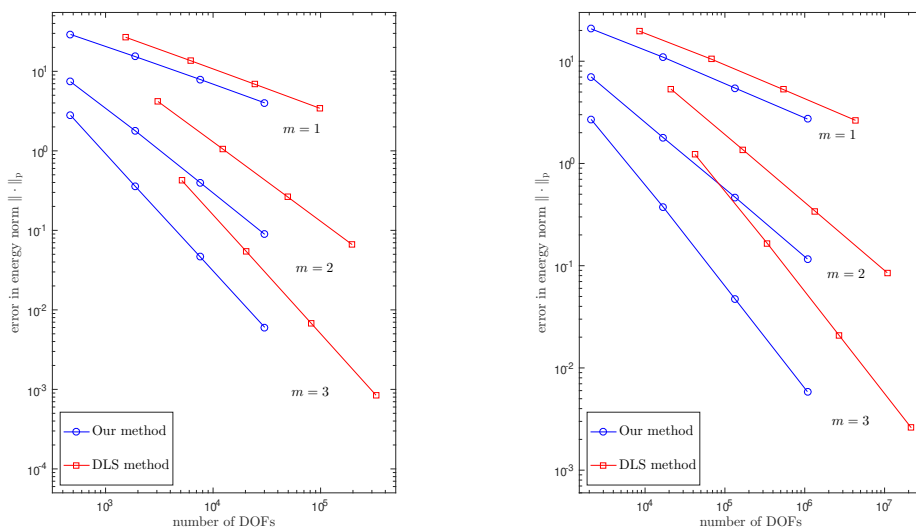 10^1
10^0
10^-1
10^-2
10^-3
10^-4
error in energy norm ‖ · ‖_p
m = 1
m = 2
m = 3
Our method
DLS method
10^3
10^4
10^5
number of DOFs
10^1
10^0
10^-1
10^-2
10^-3
error in energy norm ‖ · ‖_p
m = 1
m = 2
m = 3
Our method
DLS method
10^4
10^5
10^6
10^7
number of DOFs